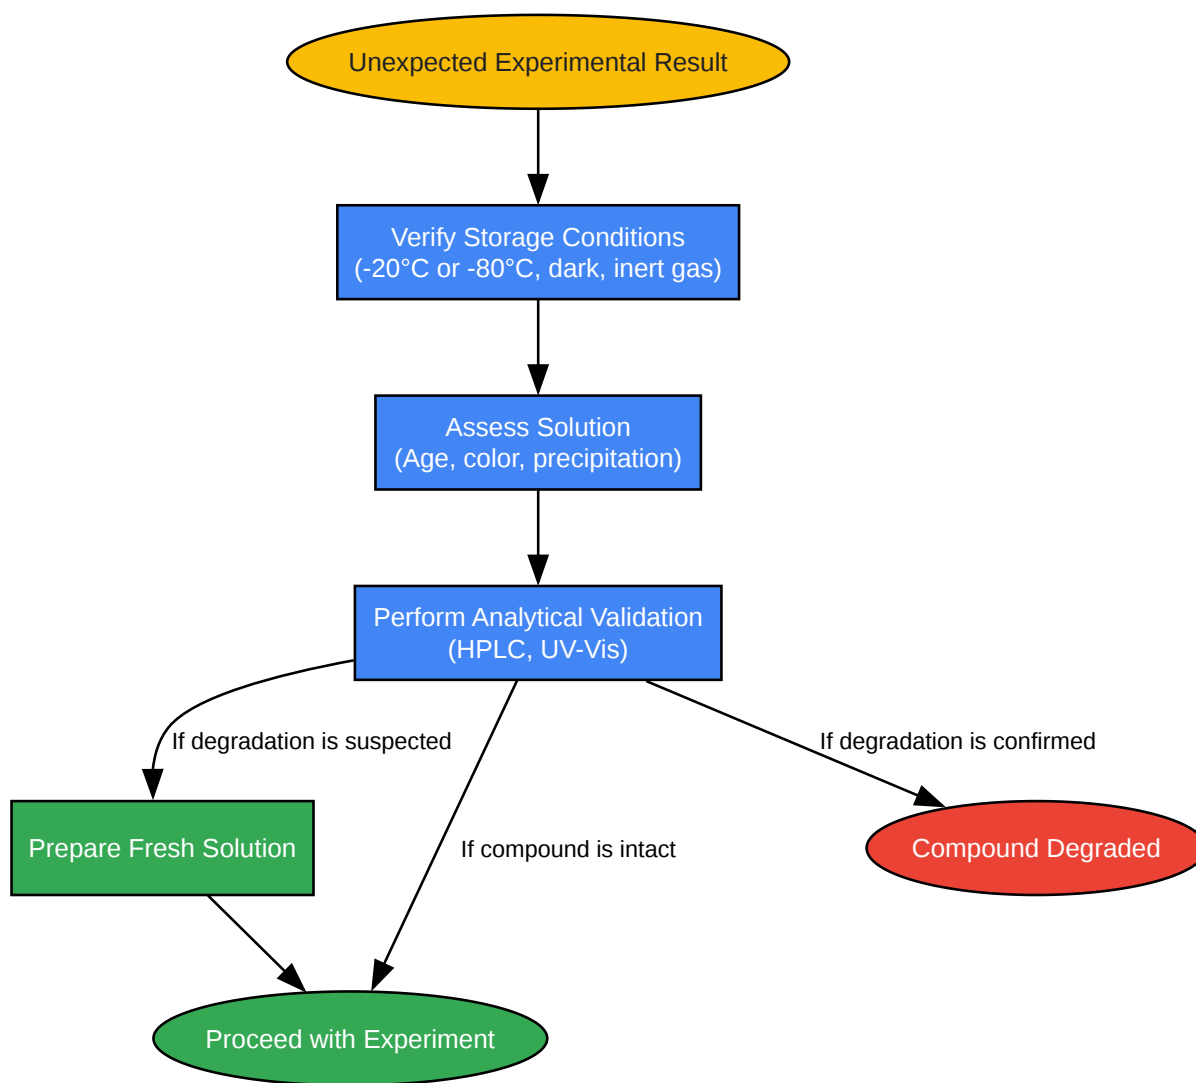 Unexpected Experimental Result
Verify Storage Conditions
(-20°C or -80°C, dark, inert gas)
Assess Solution
(Age, color, precipitation)
Perform Analytical Validation
(HPLC, UV-Vis)
If degradation is suspected
If degradation is confirmed
Prepare Fresh Solution
If compound is intact
Compound Degraded
Proceed with Experiment